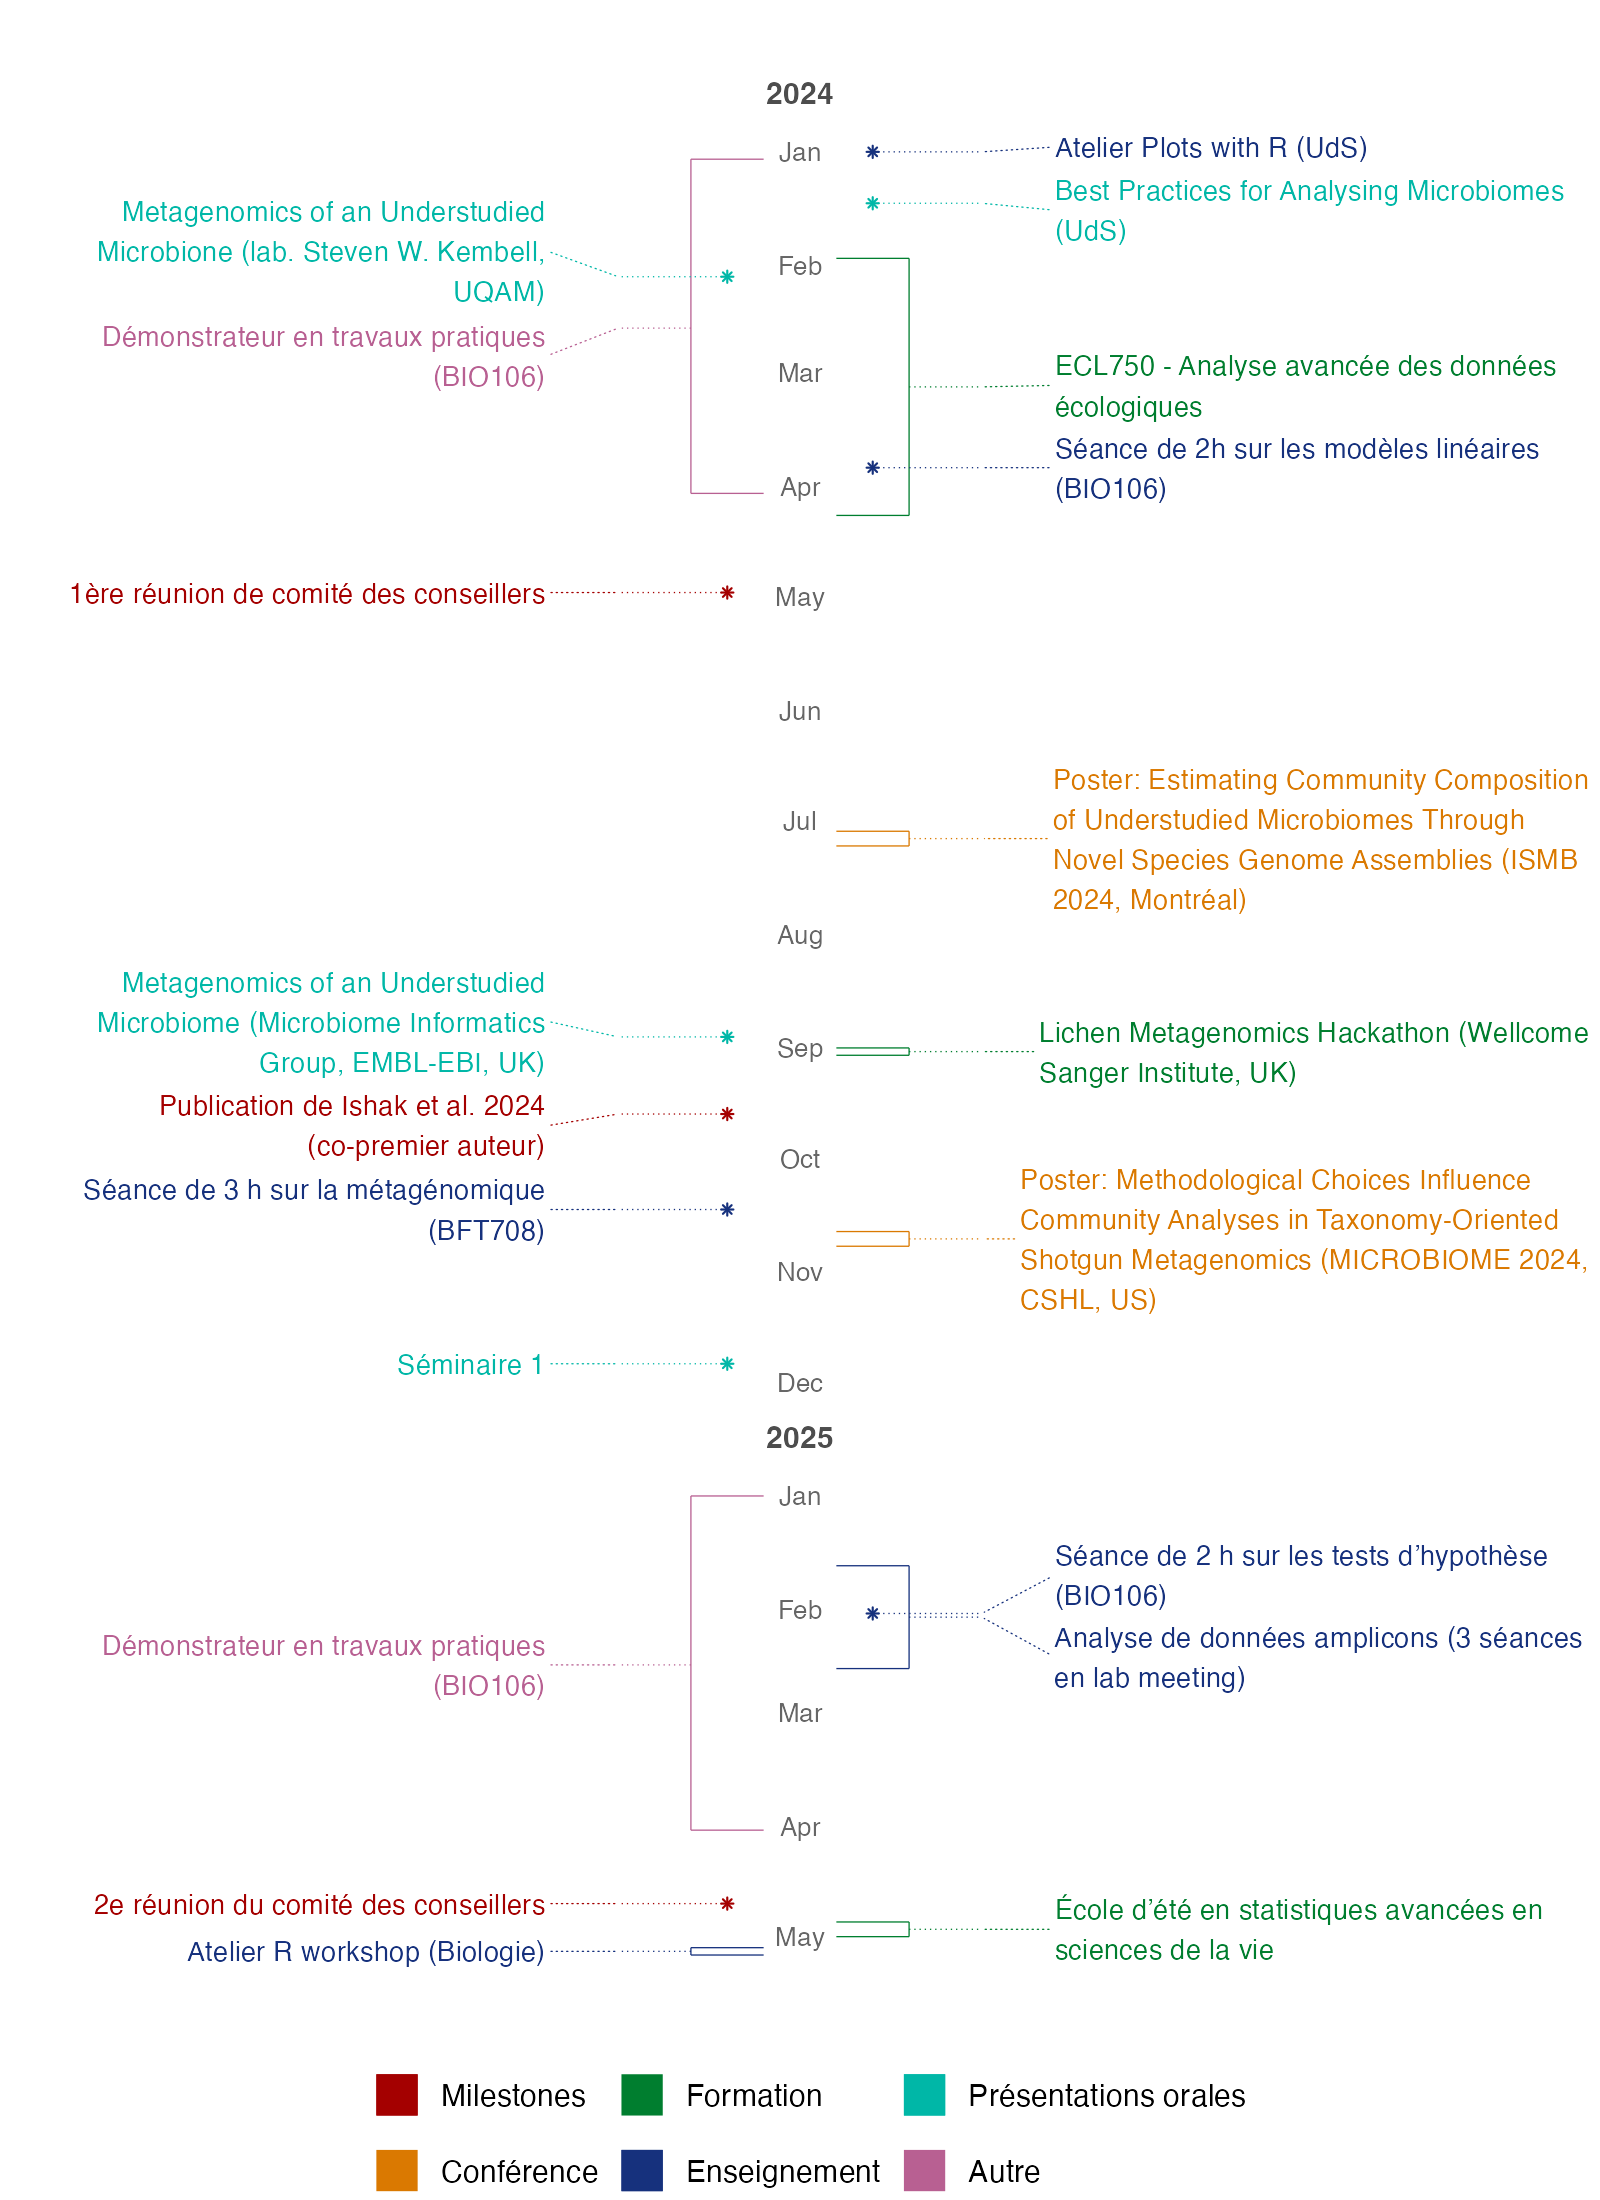 2024
Jan
Atelier Plots with R (UdS)
Best Practices for Analysing Microbiomes
(UdS)
Metagenomics of an Understudied
Microbione (lab. Steven W. Kembell,
UQAM)
Feb
Démonstrateur en travaux pratiques
(BIO106)
Mar
ECL750 - Analyse avancée des données
écologiques
Séance de 2h sur les modèles linéaires
(BIO106)
Apr
1ère réunion de comité des conseillers
May
Jun
Jul
Poster: Estimating Community Composition
of Understudied Microbiomes Through
Novel Species Genome Assemblies (ISMB
2024, Montréal)
Aug
Metagenomics of an Understudied
Microbiome (Microbiome Informatics
Group, EMBL-EBI, UK)
Sep
Lichen Metagenomics Hackathon (Wellcome
Sanger Institute, UK)
Publication de Ishak et al. 2024
(co-premier auteur)
Oct
Séance de 3 h sur la métagénomique
(BFT708)
Poster: Methodological Choices Influence
Community Analyses in Taxonomy-Oriented
Shotgun Metagenomics (MICROBIOME 2024,
CSHL, US)
Nov
Séminaire 1
Dec
2025
Jan
Séance de 2 h sur les tests d’hypothèse
(BIO106)
Feb
Analyse de données amplicons (3 séances
en lab meeting)
Démonstrateur en travaux pratiques
(BIO106)
Mar
Apr
2e réunion du comité des conseillers
Atelier R workshop (Biologie)
May
École d’été en statistiques avancées en
sciences de la vie
Milestones
Formation
Présentations orales
Conférence
Enseignement
Autre